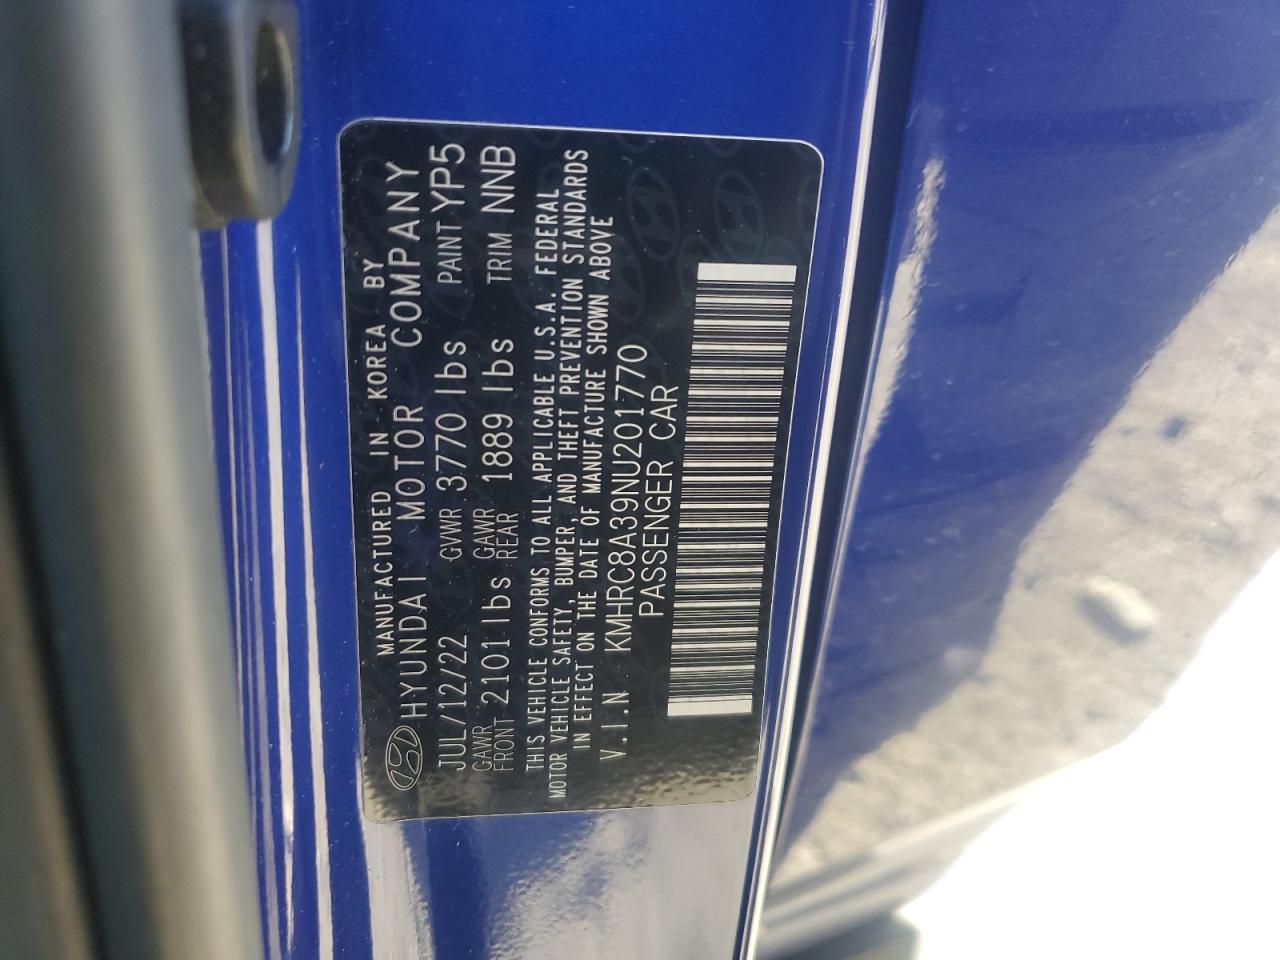 MANUFACTURED IN KOREA BY
HYUNDAI MOTOR COMPANY
JUL/12/22 GVWR 3770 lbs PAINT YP5
GAWR FRONT 2101 lbs GAWR REAR 1889 lbs TRIM NNB
THIS VEHICLE CONFORMS TO ALL APPLICABLE U.S.A. FEDERAL
MOTOR VEHICLE SAFETY, BUMPER, AND THEFT PREVENTION STANDARDS
IN EFFECT ON THE DATE OF MANUFACTURE SHOWN ABOVE
V.I.N KMHRC8A39NU201770
PASSENGER CAR